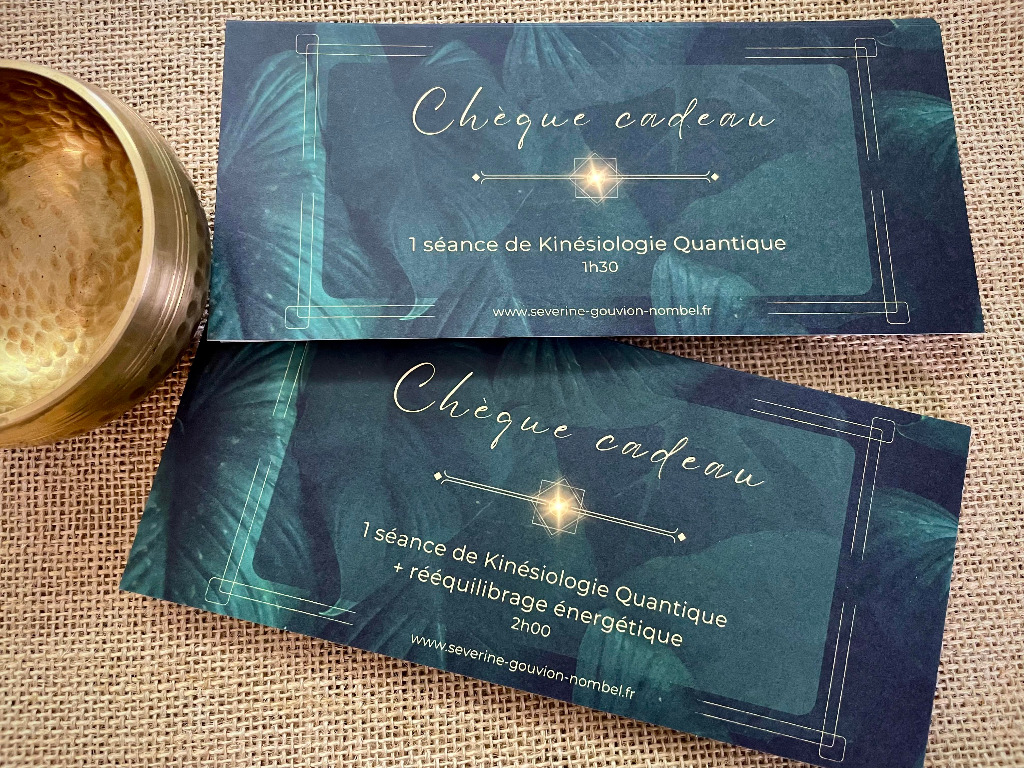 Chèque cadeau
1 séance de Kinésiologie Quantique
1h30
www.severine-gouvion-nombel.fr
Chèque cadeau
1 séance de Kinésiologie Quantique
+ rééquilibrage énergétique
2h00
www.severine-gouvion-nombel.fr